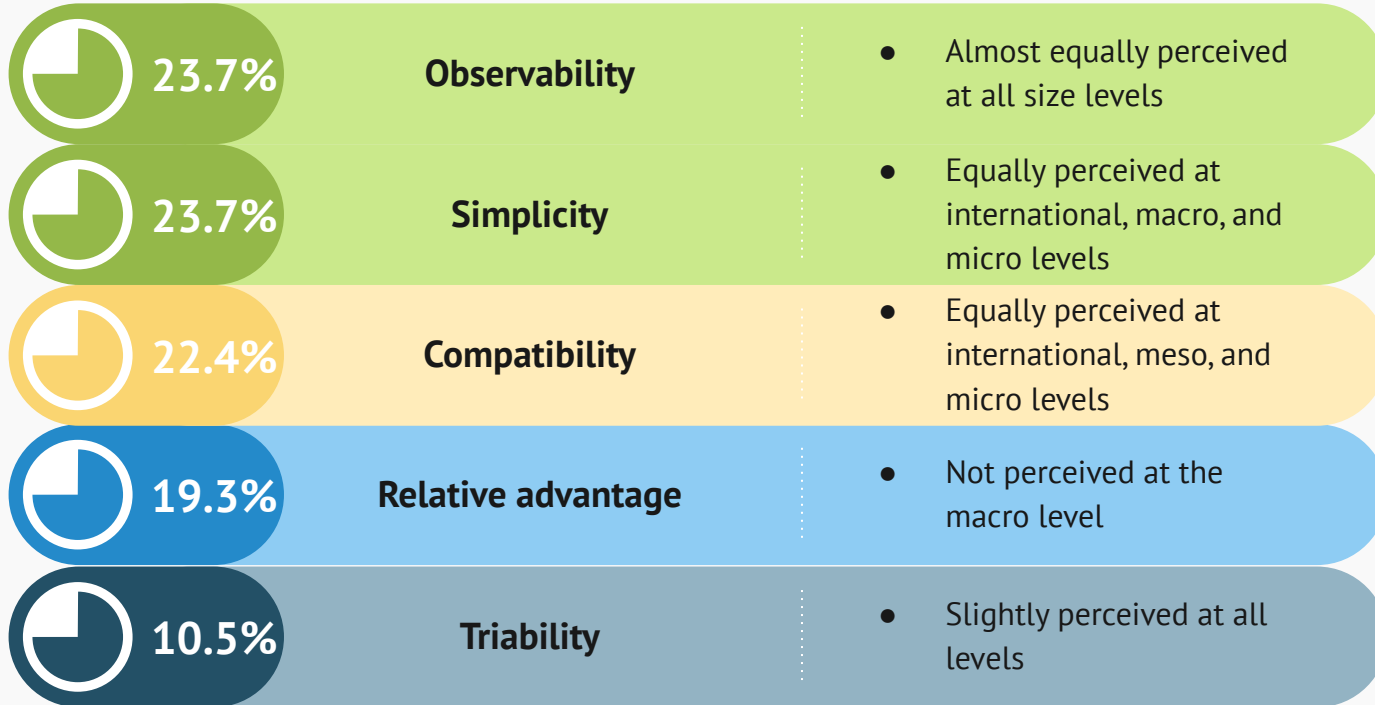 23.7%
Observability
● Almost equally perceived
at all size levels
23.7%
Simplicity
● Equally perceived at
international, macro, and
micro levels
22.4%
Compatibility
● Equally perceived at
international, meso, and
micro levels
19.3%
Relative advantage
● Not perceived at the
macro level
10.5%
Triability
● Slightly perceived at all
levels